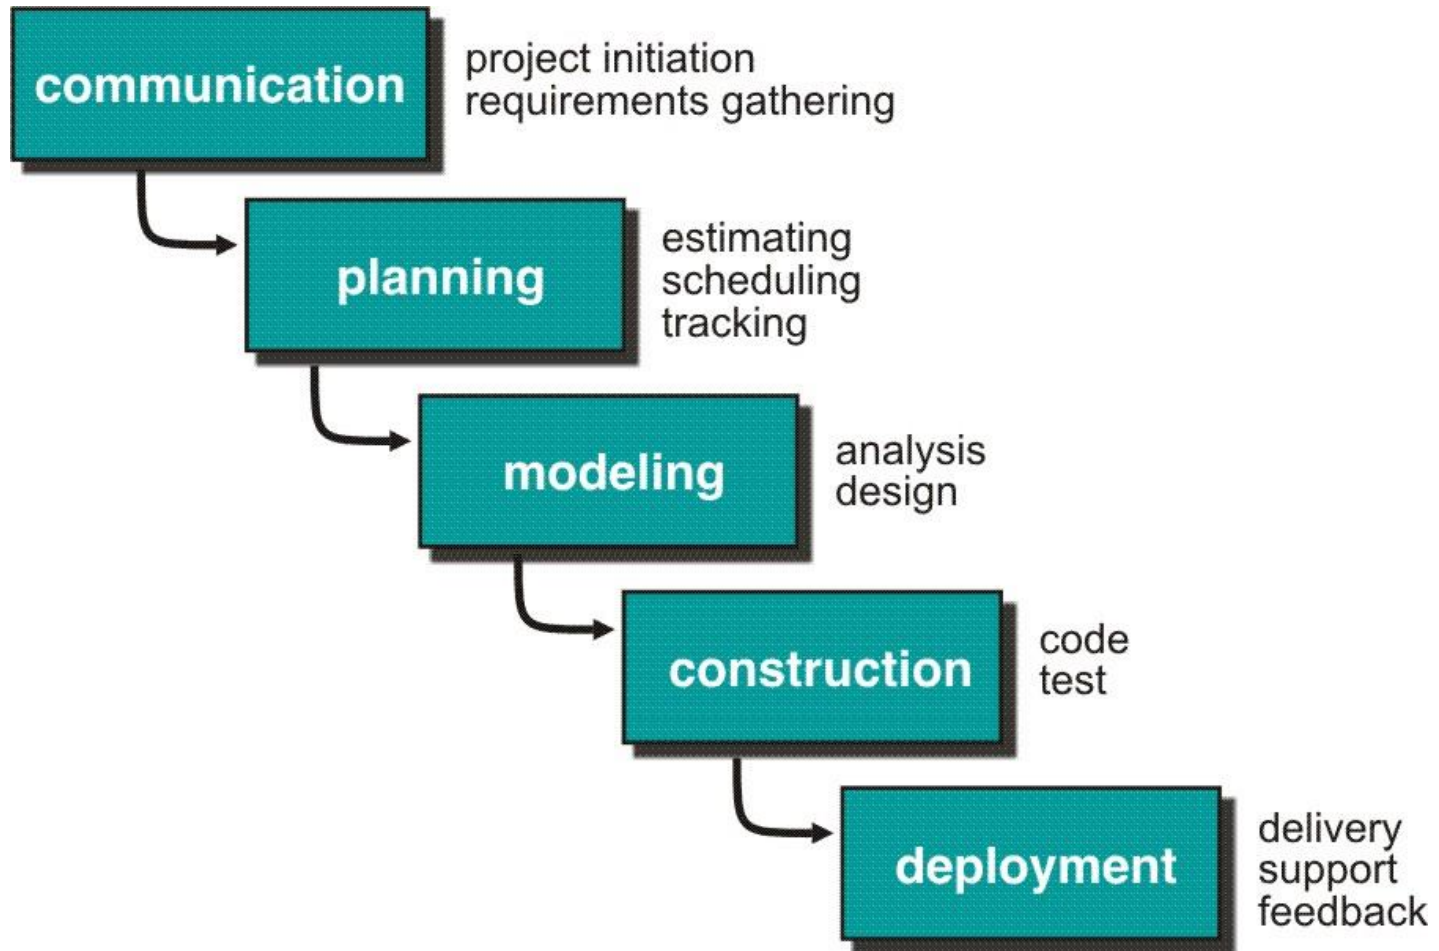 communication
project initiation
requirements gathering
planning
estimating
scheduling
tracking
modeling
analysis
design
construction
code
test
deployment
delivery
support
feedback